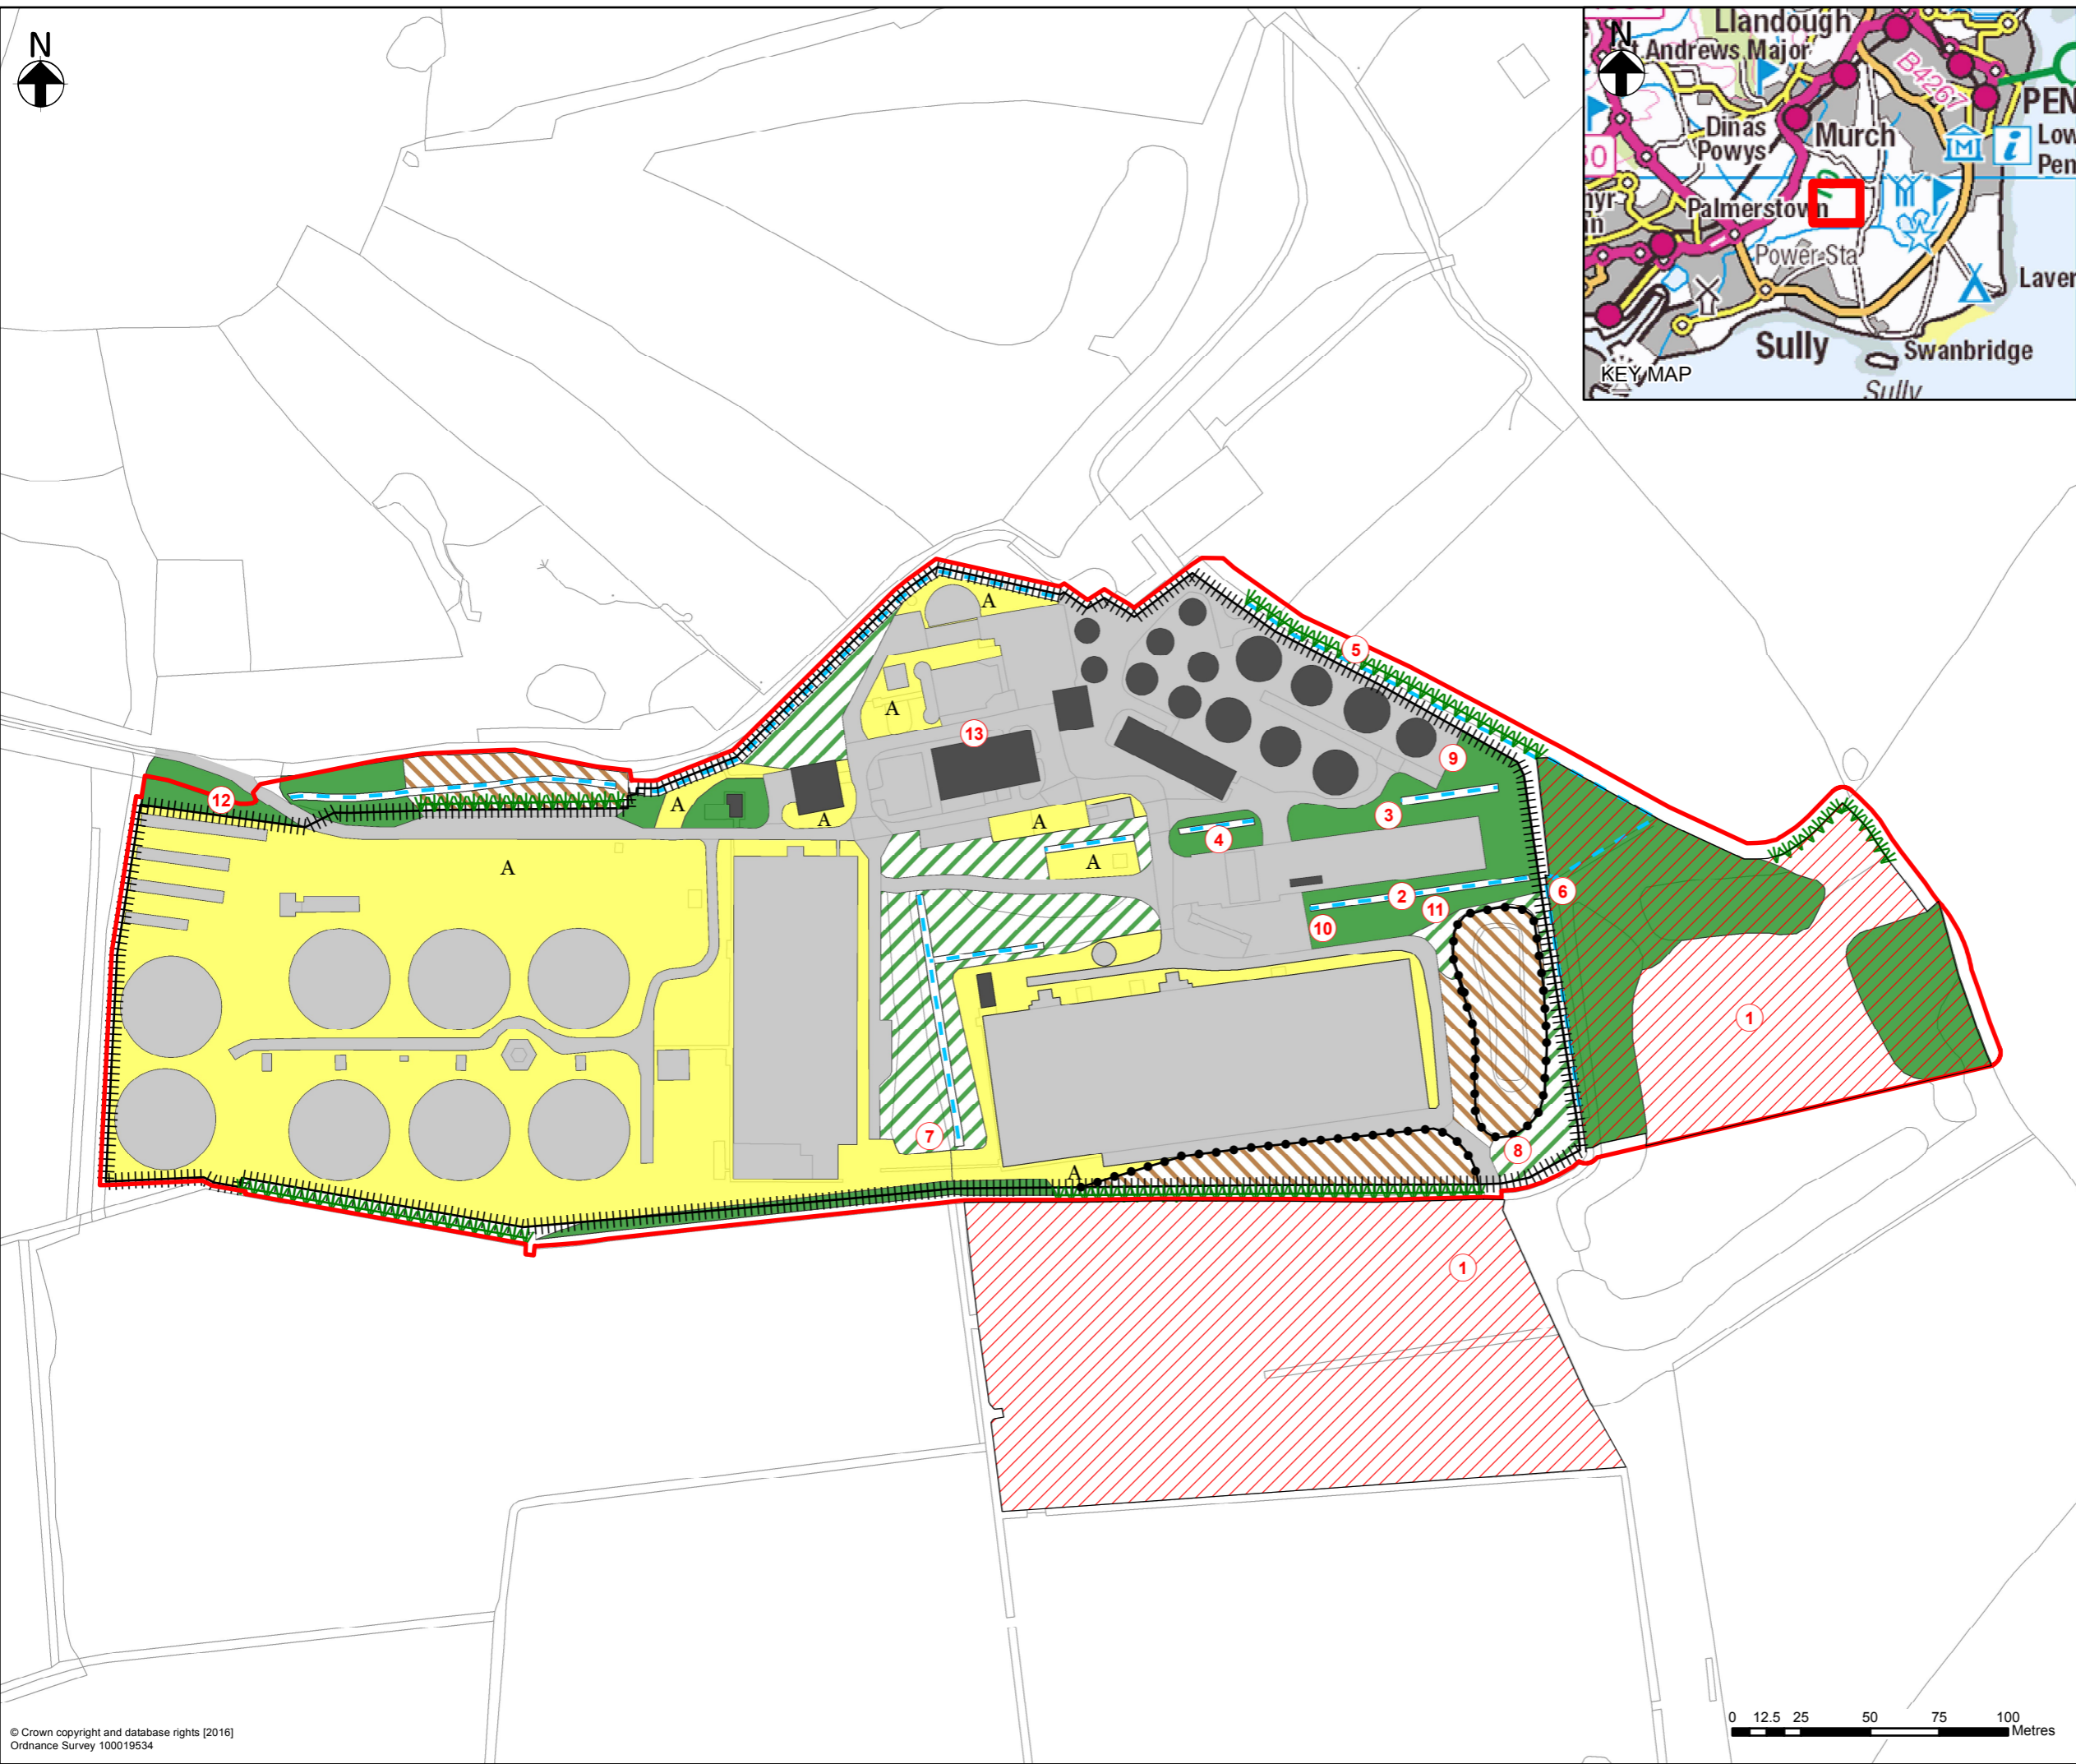 N
N
Llandough
St Andrews Major
B4267
PEN
Dinas
Powys
Murch
Low
Pen
Palmerstown
Power Sta
Laver
Sully
Swanbridge
KEY MAP
Sully
5
A
A
13
9
12
A
A
A
3
4
A
A
6
2
11
10
1
7
8
A
1
0 12.5 25 50 75 100
Metres
© Crown copyright and database rights [2016]
Ordnance Survey 100019534